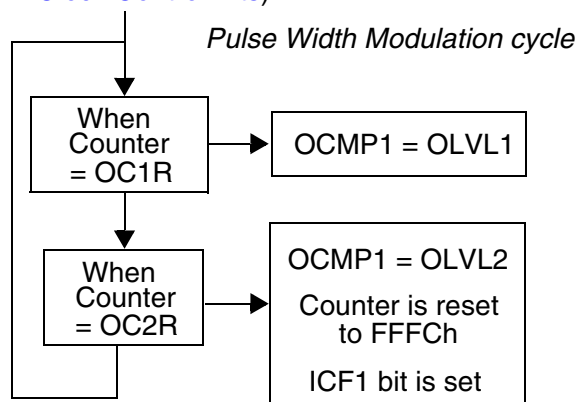 Pulse Width Modulation cycle
When
Counter
= OC1R
OCMP1 = OLVL1
When
Counter
= OC2R
OCMP1 = OLVL2
Counter is reset
to FFFCh
ICF1 bit is set